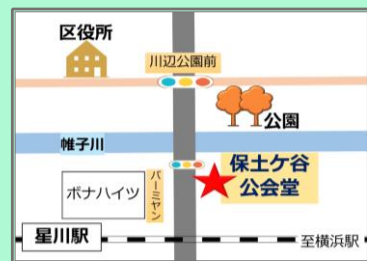 区役所
川辺公園前
公園
帷子川
保土ケ谷
公会堂
ボナハイツ
バーミヤン
星川駅
至横浜駅